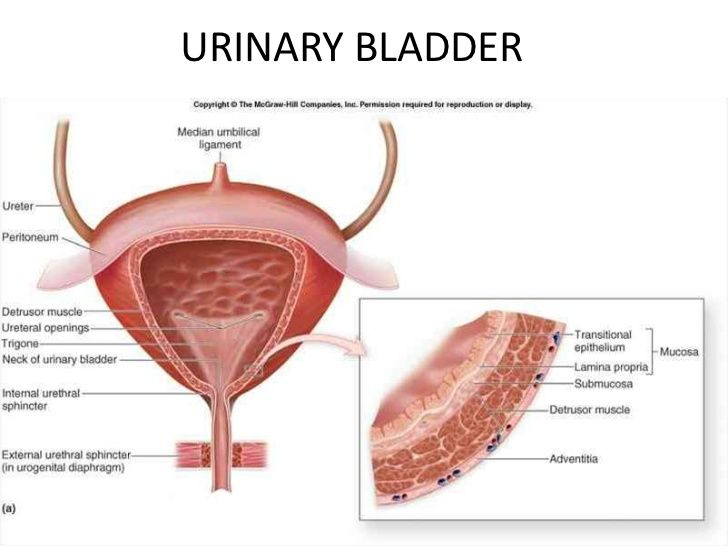 URINARY BLADDER
Copyright © The McGraw-Hill Companies, Inc. Permission required for reproduction or display.
Median umbilical
ligament
Ureter
Peritoneum
Detrusor muscle
Ureteral openings
Trigone
Neck of urinary bladder
Internal urethral
sphincter
External urethral sphincter
(in urogenital diaphragm)
(a)
Transitional
epithelium
Mucosa
Lamina propria
Submucosa
Detrusor muscle
Adventitia